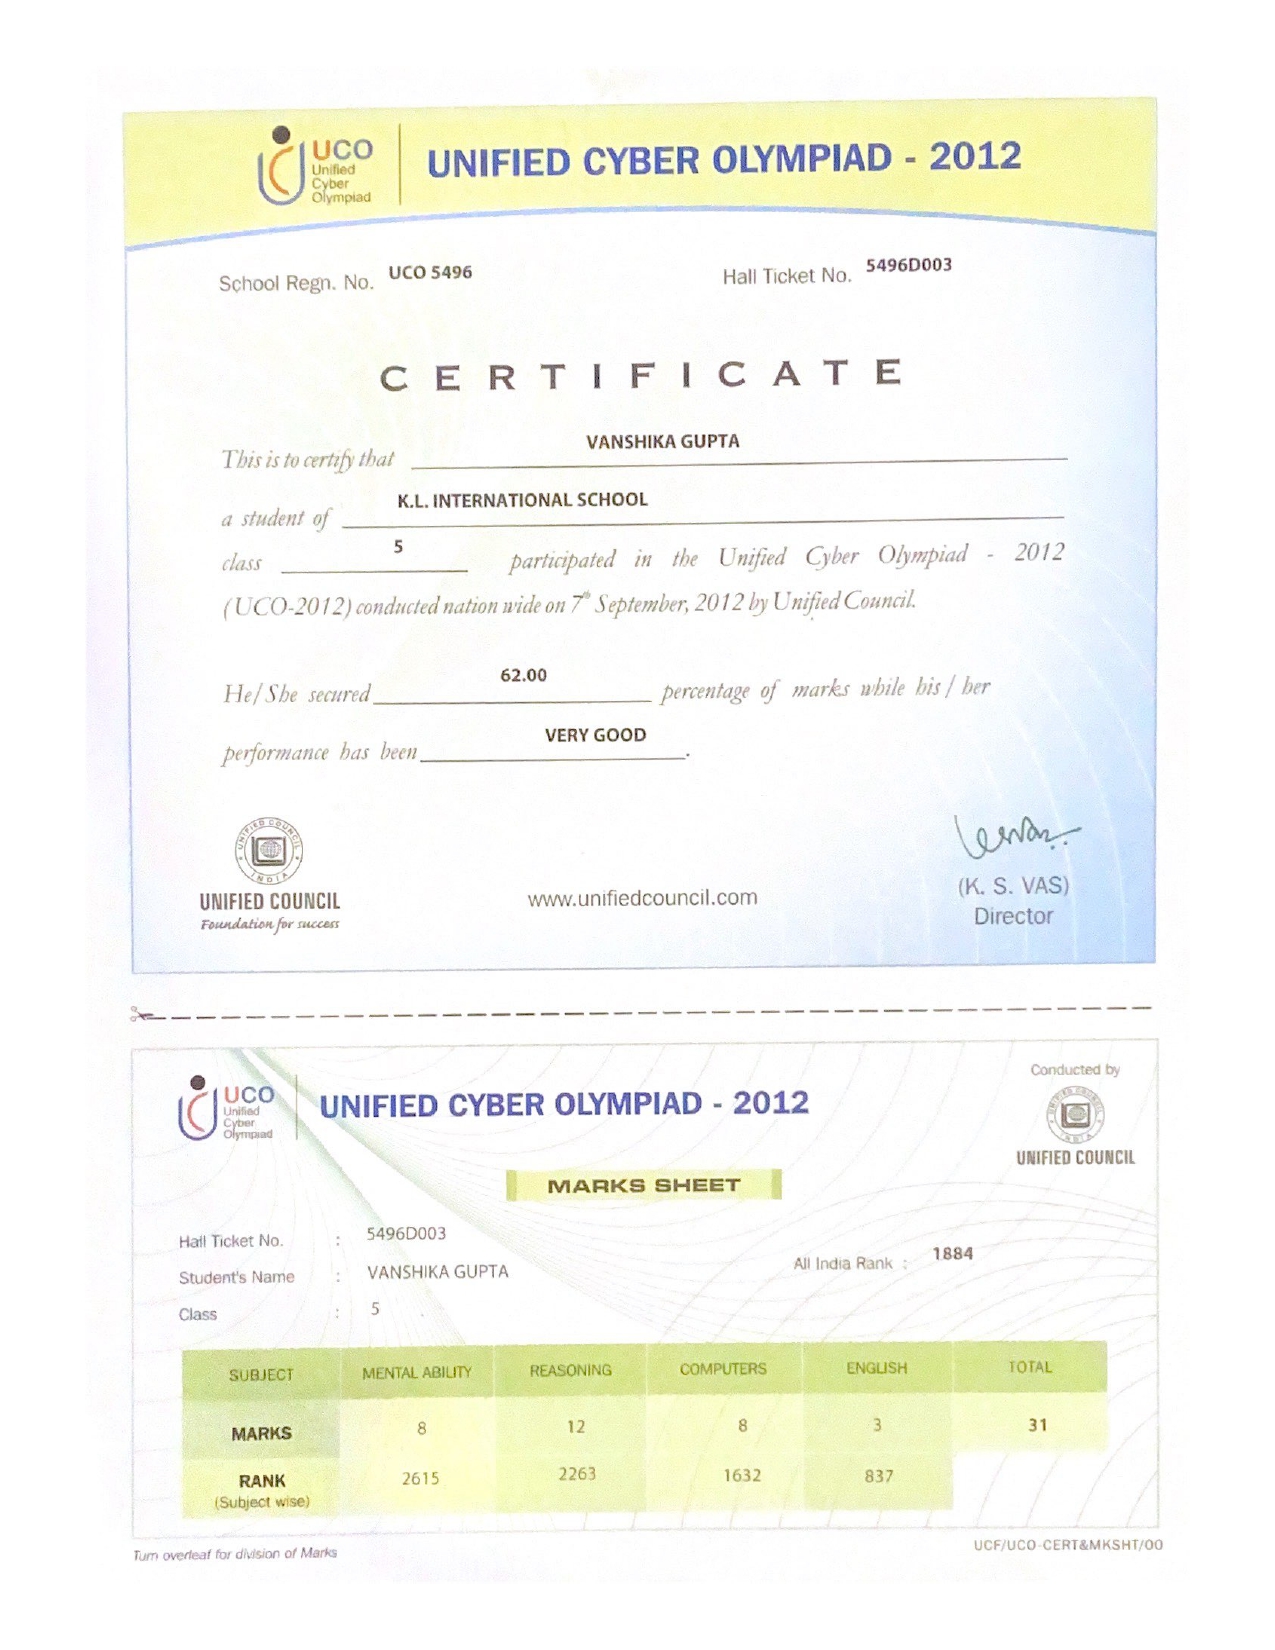 UCO
Unified
Cyber
Olympiad
UNIFIED CYBER OLYMPIAD - 2012
School Regn. No. UCO 5496
Hall Ticket No. 5496D003
CERTIFICATE
This is to certify that VANSHIKA GUPTA
a student of K.L. INTERNATIONAL SCHOOL
class 5 participated in the Unified Cyber Olympiad - 2012
(UCO-2012) conducted nation wide on 7th September, 2012 by Unified Council.
He/She secured 62.00 percentage of marks while his / her
performance has been VERY GOOD.
UNIFIED COUNCIL
INDIA
UNIFIED COUNCIL
Foundation for success
www.unifiedcouncil.com
(K. S. VAS)
Director
UCO
Unified
Cyber
Olympiad
UNIFIED CYBER OLYMPIAD - 2012
Conducted by
UNIFIED COUNCIL
INDIA
UNIFIED COUNCIL
MARKS SHEET
Hall Ticket No. : 5496D003
Student's Name : VANSHIKA GUPTA
Class : 5
All India Rank : 1884
SUBJECT MENTAL ABILITY REASONING COMPUTERS ENGLISH TOTAL
MARKS 8 12 8 3 31
RANK 2615 2263 1632 837
(Subject wise)
Turn overleaf for division of Marks
UCF/UCO-CERT&MKSHT/00